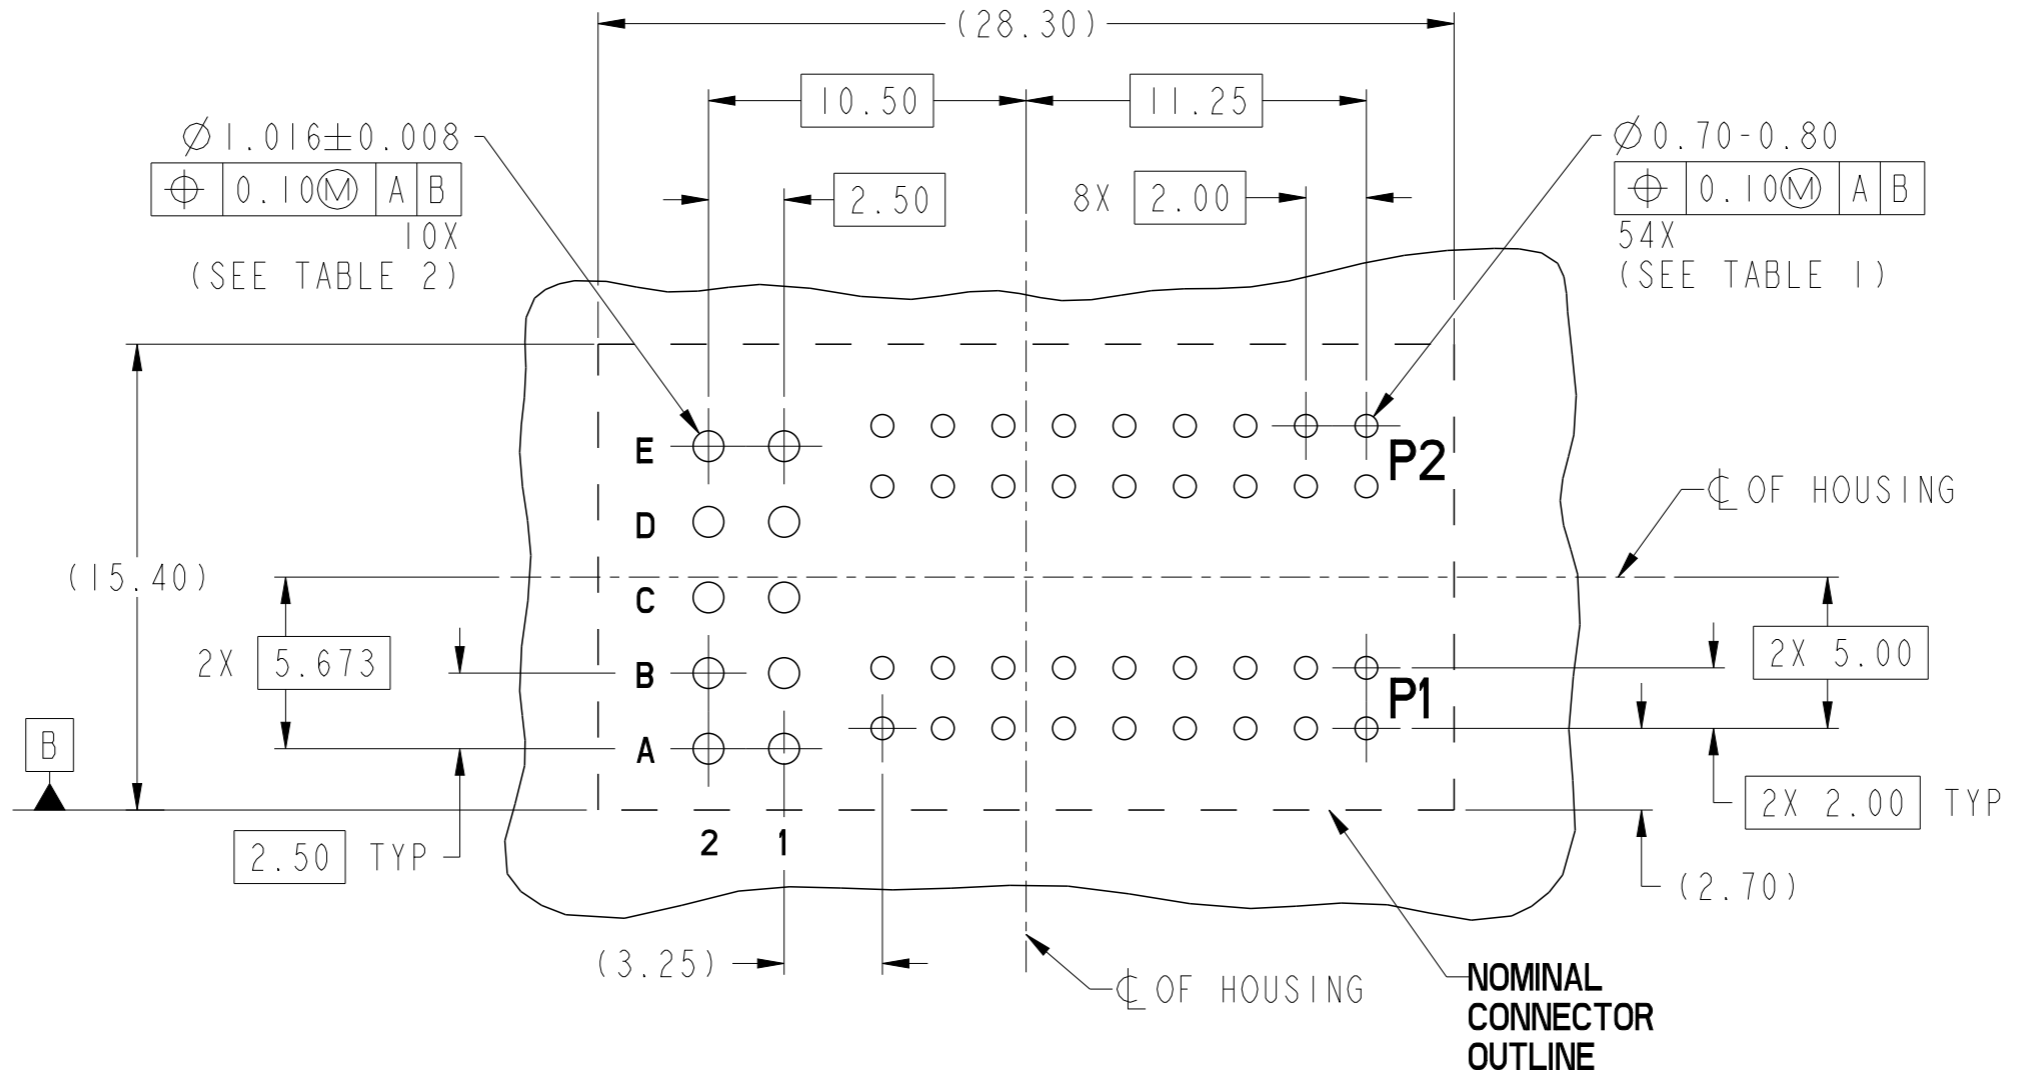 (28.30)
10.50
11.25
Ø1.016±0.008
⌖ 0.10Ⓜ A B
10X
(SEE TABLE 2)
2.50
8X 2.00
Ø0.70-0.80
⌖ 0.10Ⓜ A B
54X
(SEE TABLE 1)
E
P2
D
℄ OF HOUSING
(15.40)
C
2X 5.673
B
2X 5.00
P1
A
B
2X 2.00 TYP
2.50 TYP
2 1
(2.70)
(3.25)
℄ OF HOUSING
NOMINAL
CONNECTOR
OUTLINE